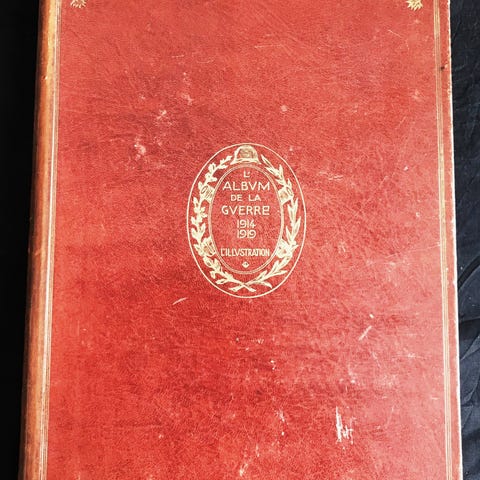 L'
ALBVM
DE LA
GVERRE
1914
1919
L'ILLVSTRATION